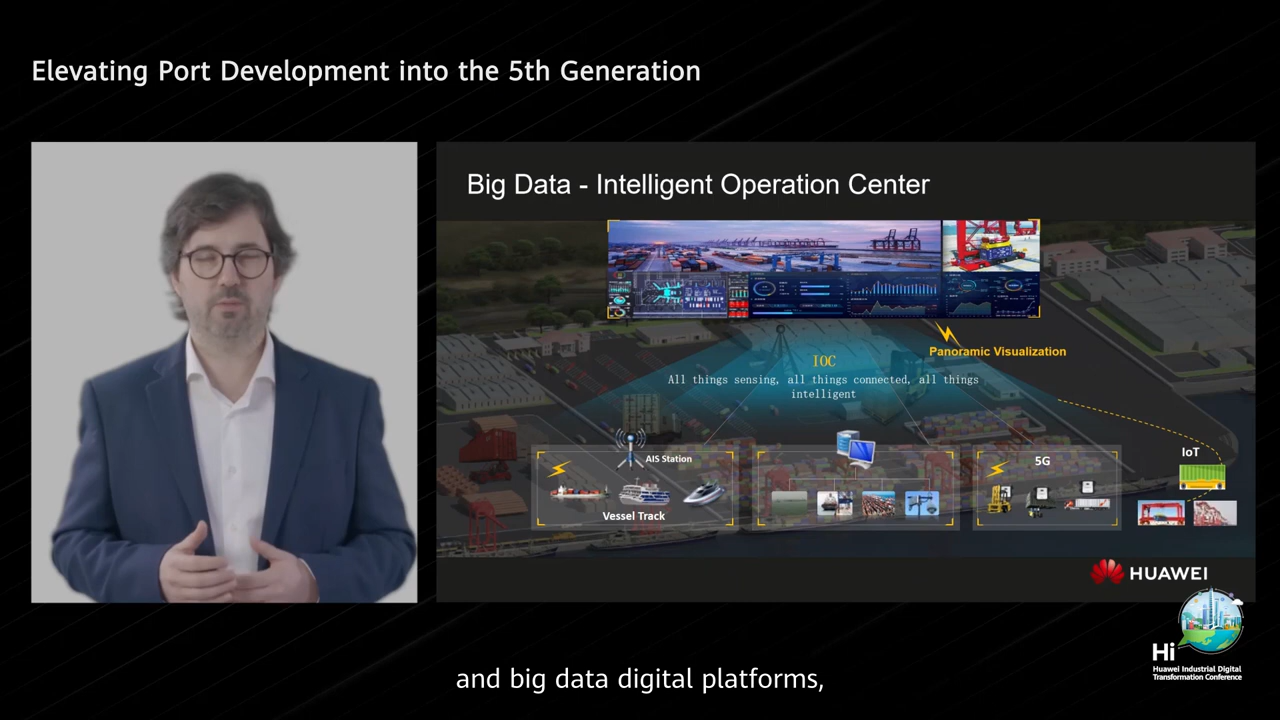 Elevating Port Development into the 5th Generation
Big Data - Intelligent Operation Center
Panoramic Visualization
IOC
All things sensing, all things connected, all things
intelligent
AIS Station
Vessel Track
5G
IoT
HUAWEI
Hi
Huawei Industrial Digital
Transformation Conference
and big data digital platforms,